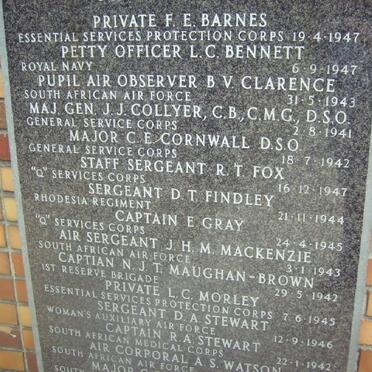 PRIVATE F. E. BARNES
ESSENTIAL SERVICES PROTECTION CORPS 19·4·1947
PETTY OFFICER L. C. BENNETT
ROYAL NAVY 6·9·1947
PUPIL AIR OBSERVER B. V. CLARENCE
SOUTH AFRICAN AIR FORCE 31·5·1943
MAJ. GEN. J. J. COLLYER, C.B., C.M.G., D.S.O.
GENERAL SERVICE CORPS 2·8·1941
MAJOR C. E. CORNWALL D.S.O.
GENERAL SERVICE CORPS 18·7·1942
STAFF SERGEANT R. T. FOX
"Q" SERVICES CORPS 16·12·1947
SERGEANT D. T. FINDLEY
RHODESIA REGIMENT 21·11·1944
CAPTAIN E. GRAY
"Q" SERVICES CORPS 24·4·1945
AIR SERGEANT J. H. M. MACKENZIE
SOUTH AFRICAN AIR FORCE 3·1·1943
CAPTIAN N. J. T. MAUGHAN-BROWN
1ST RESERVE BRIGADE 29·5·1942
PRIVATE L. C. MORLEY
ESSENTIAL SERVICES PROTECTION CORPS 7·6·1945
SERGEANT D. A STEWART
WOMAN'S AUXILIARY AIR FORCE 12·9·1946
CAPTAIN R. A STEWART
SOUTH AFRICAN MEDICAL CORPS 22·1·1942
AIR CORPORAL A. S. WATSON
SOUTH AFRICAN AIR FORCE
MAJOR
SOUTH